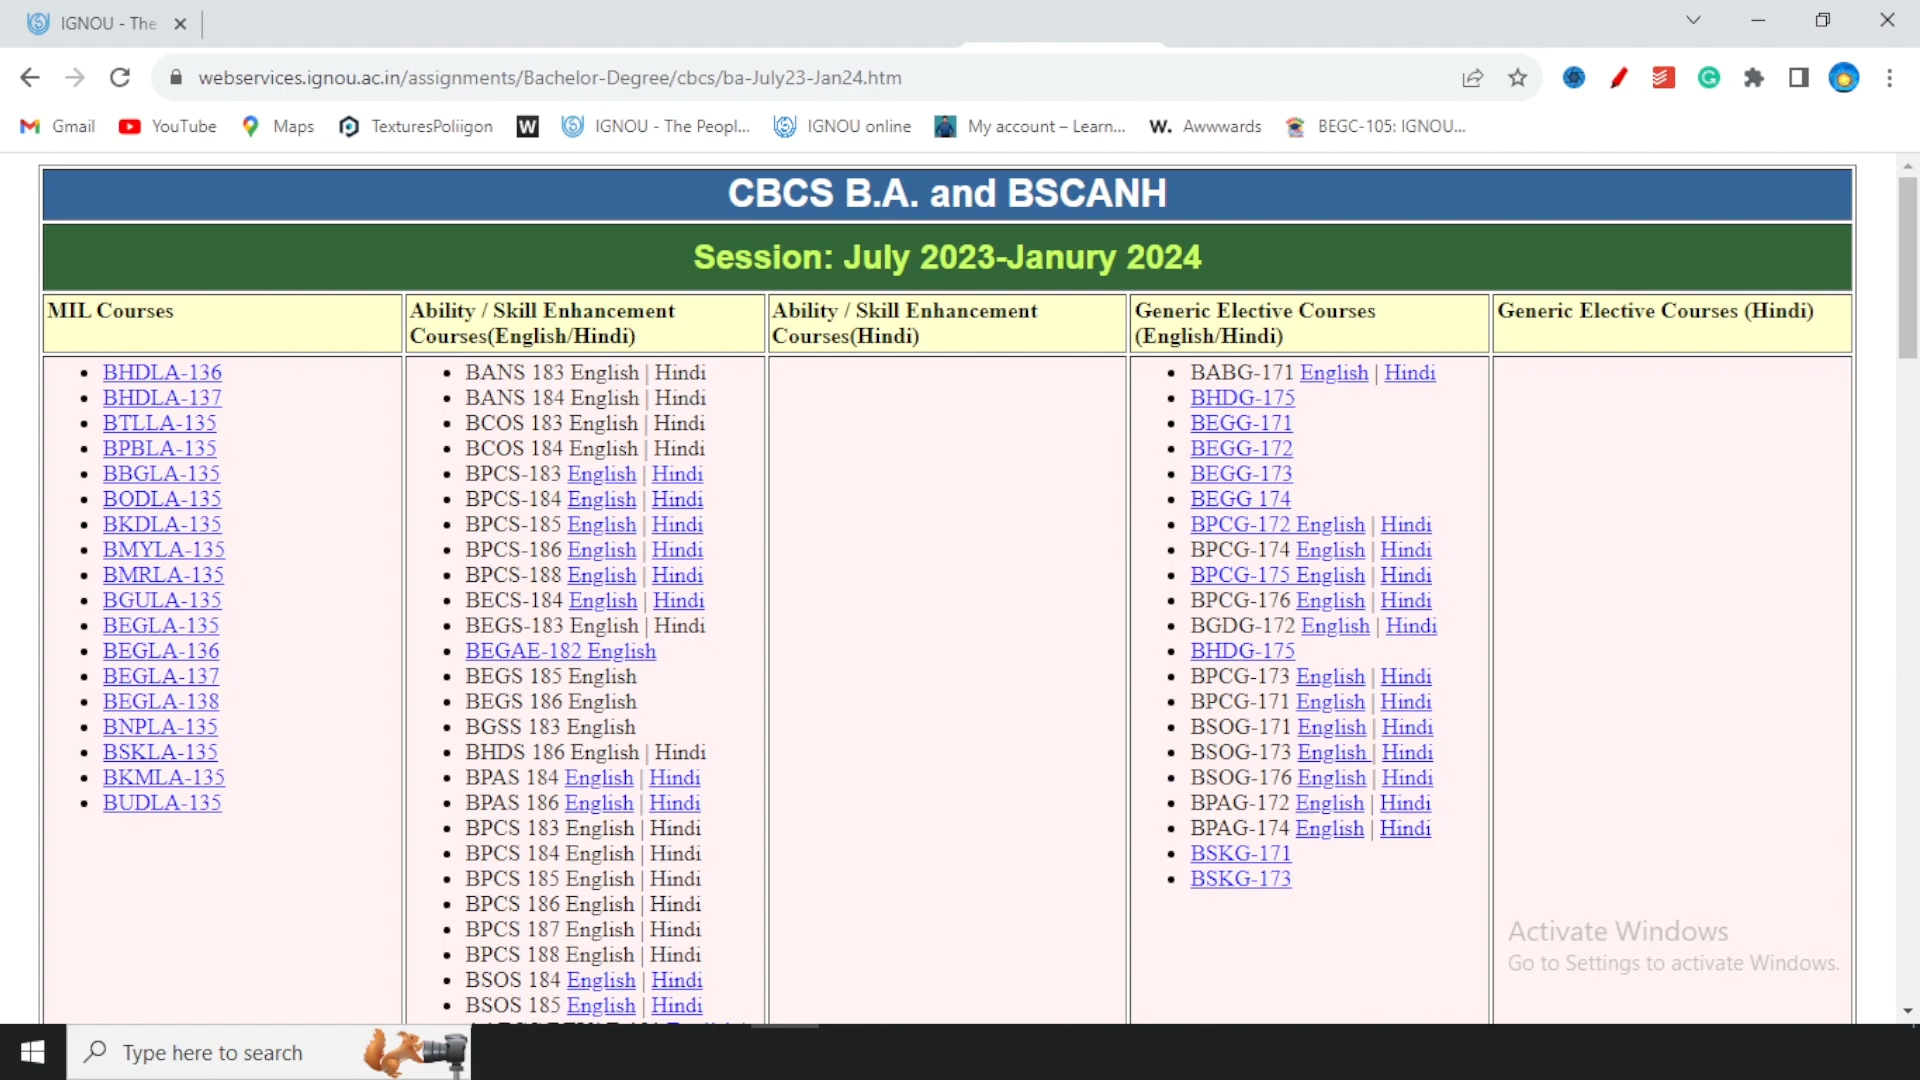 IGNOU - The
webservices.ignou.ac.in/assignments/Bachelor-Degree/cbcs/ba-July23-Jan24.htm
Gmail YouTube Maps TexturesPoliigon W IGNOU - The Peopl... IGNOU online My account – Learn... W. Awwwards BEGC-105: IGNOU...
CBCS B.A. and BSCANH
Session: July 2023-Janury 2024
MIL Courses
Ability / Skill Enhancement
Courses(English/Hindi)
Ability / Skill Enhancement
Courses(Hindi)
Generic Elective Courses
(English/Hindi)
Generic Elective Courses (Hindi)
BHDLA-136
BHDLA-137
BTLLA-135
BPBLA-135
BBGLA-135
BODLA-135
BKDLA-135
BMYLA-135
BMRLA-135
BGULA-135
BEGLA-135
BEGLA-136
BEGLA-137
BEGLA-138
BNPLA-135
BSKLA-135
BKMLA-135
BUDLA-135
BANS 183 English | Hindi
BANS 184 English | Hindi
BCOS 183 English | Hindi
BCOS 184 English | Hindi
BPCS-183 English | Hindi
BPCS-184 English | Hindi
BPCS-185 English | Hindi
BPCS-186 English | Hindi
BPCS-188 English | Hindi
BECS-184 English | Hindi
BEGS-183 English | Hindi
BEGAE-182 English
BEGS 185 English
BEGS 186 English
BGSS 183 English
BHDS 186 English | Hindi
BPAS 184 English | Hindi
BPAS 186 English | Hindi
BPCS 183 English | Hindi
BPCS 184 English | Hindi
BPCS 185 English | Hindi
BPCS 186 English | Hindi
BPCS 187 English | Hindi
BPCS 188 English | Hindi
BSOS 184 English | Hindi
BSOS 185 English | Hindi
BABG-171 English | Hindi
BHDG-175
BEGG-171
BEGG-172
BEGG-173
BEGG 174
BPCG-172 English | Hindi
BPCG-174 English | Hindi
BPCG-175 English | Hindi
BPCG-176 English | Hindi
BGDG-172 English | Hindi
BHDG-175
BPCG-173 English | Hindi
BPCG-171 English | Hindi
BSOG-171 English | Hindi
BSOG-173 English | Hindi
BSOG-176 English | Hindi
BPAG-172 English | Hindi
BPAG-174 English | Hindi
BSKG-171
BSKG-173
Activate Windows
Go to Settings to activate Windows.
Type here to search